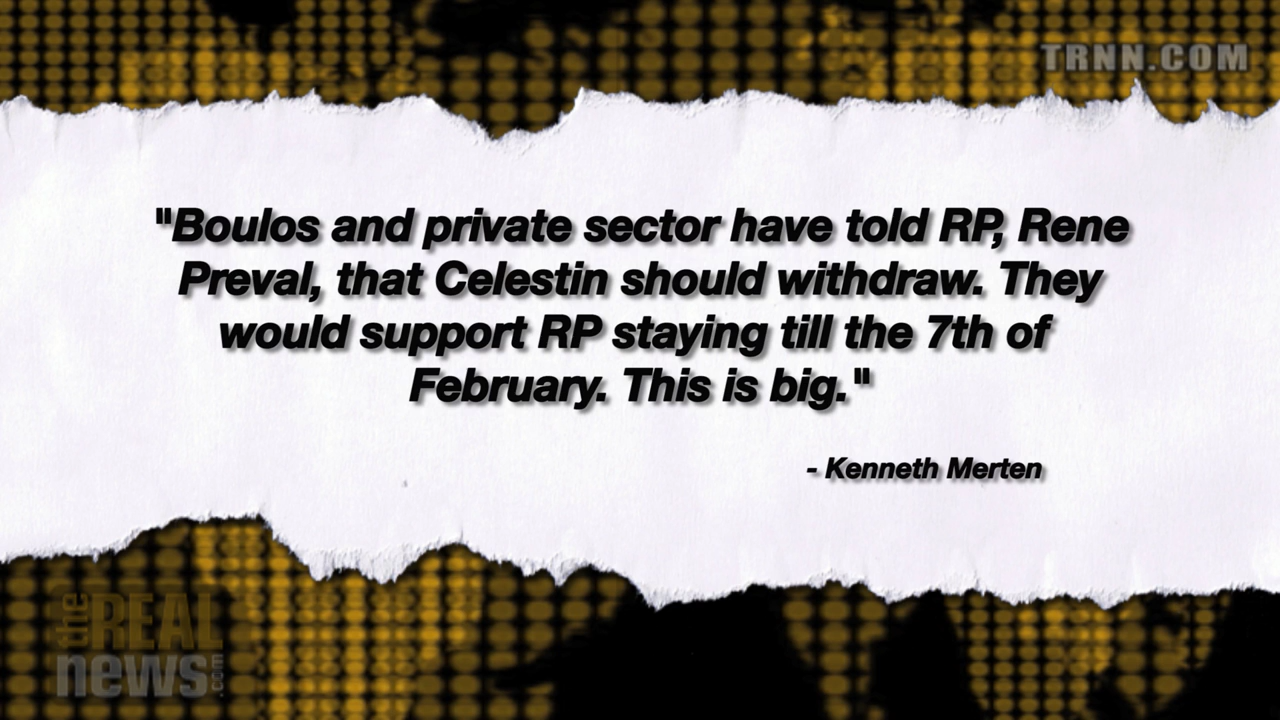 TRNN.COM
"Boulos and private sector have told RP, Rene
Preval, that Celestin should withdraw. They
would support RP staying till the 7th of
February. This is big."
- Kenneth Merten
the REAL
news.com